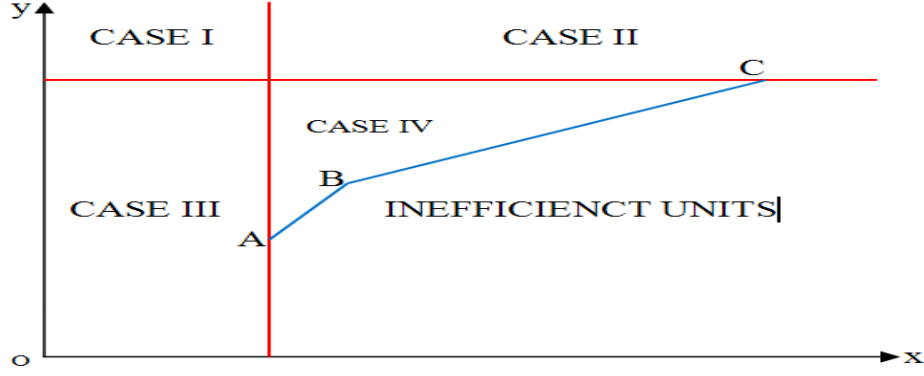 y
CASE I
CASE II
C
CASE IV
B
CASE III
INEFFICIENCT UNITS
A
o
x